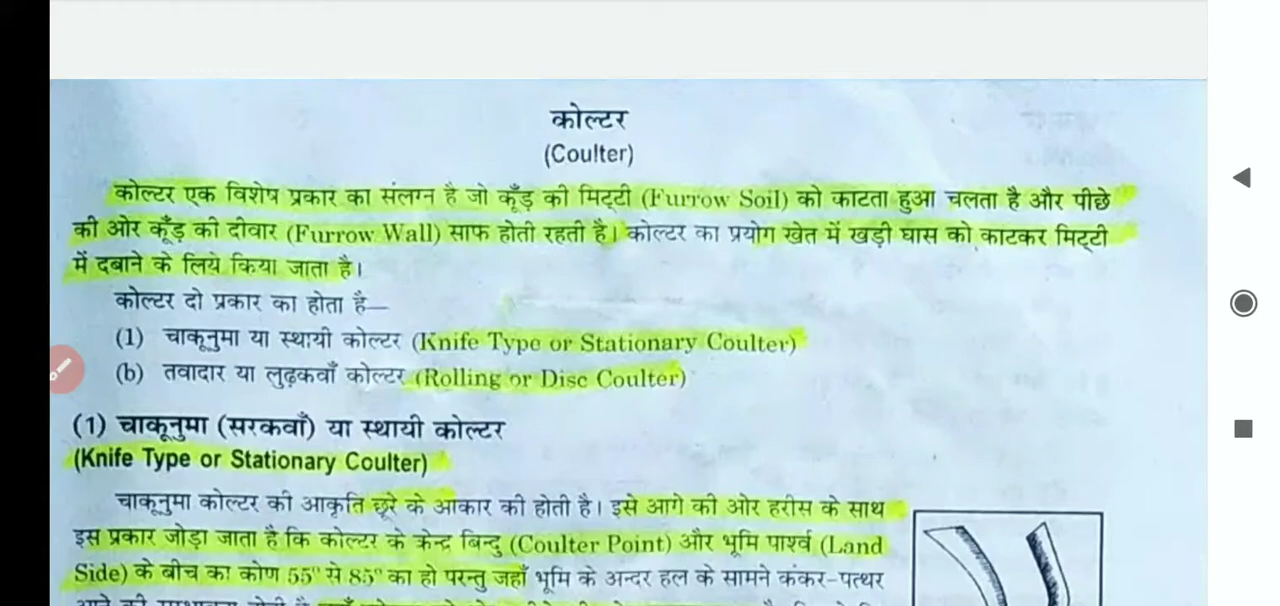 कोल्टर
(Coulter)
कोल्टर एक विशेष प्रकार का संलग्न है जो कूँड़ की मिट्टी (Furrow Soil) को काटता हुआ चलता है और पीछे
की ओर कूँड़ की दीवार (Furrow Wall) साफ होती रहती है। कोल्टर का प्रयोग खेत में खड़ी घास को काटकर मिट्टी
में दबाने के लिये किया जाता है।
कोल्टर दो प्रकार का होता है—
(1) चाकूनुमा या स्थायी कोल्टर (Knife Type or Stationary Coulter)
(b) तवादार या लुढ़कवाँ कोल्टर (Rolling or Disc Coulter)
(1) चाकूनुमा (सरकवाँ) या स्थायी कोल्टर
(Knife Type or Stationary Coulter)
चाकूनुमा कोल्टर की आकृति छूरे के आकार की होती है। इसे आगे की ओर हरीस के साथ
इस प्रकार जोड़ा जाता है कि कोल्टर के केन्द्र बिन्दु (Coulter Point) और भूमि पार्श्व (Land
Side) के बीच का कोण 55° से 85° का हो परन्तु जहाँ भूमि के अन्दर हल के सामने कंकर-पत्थर